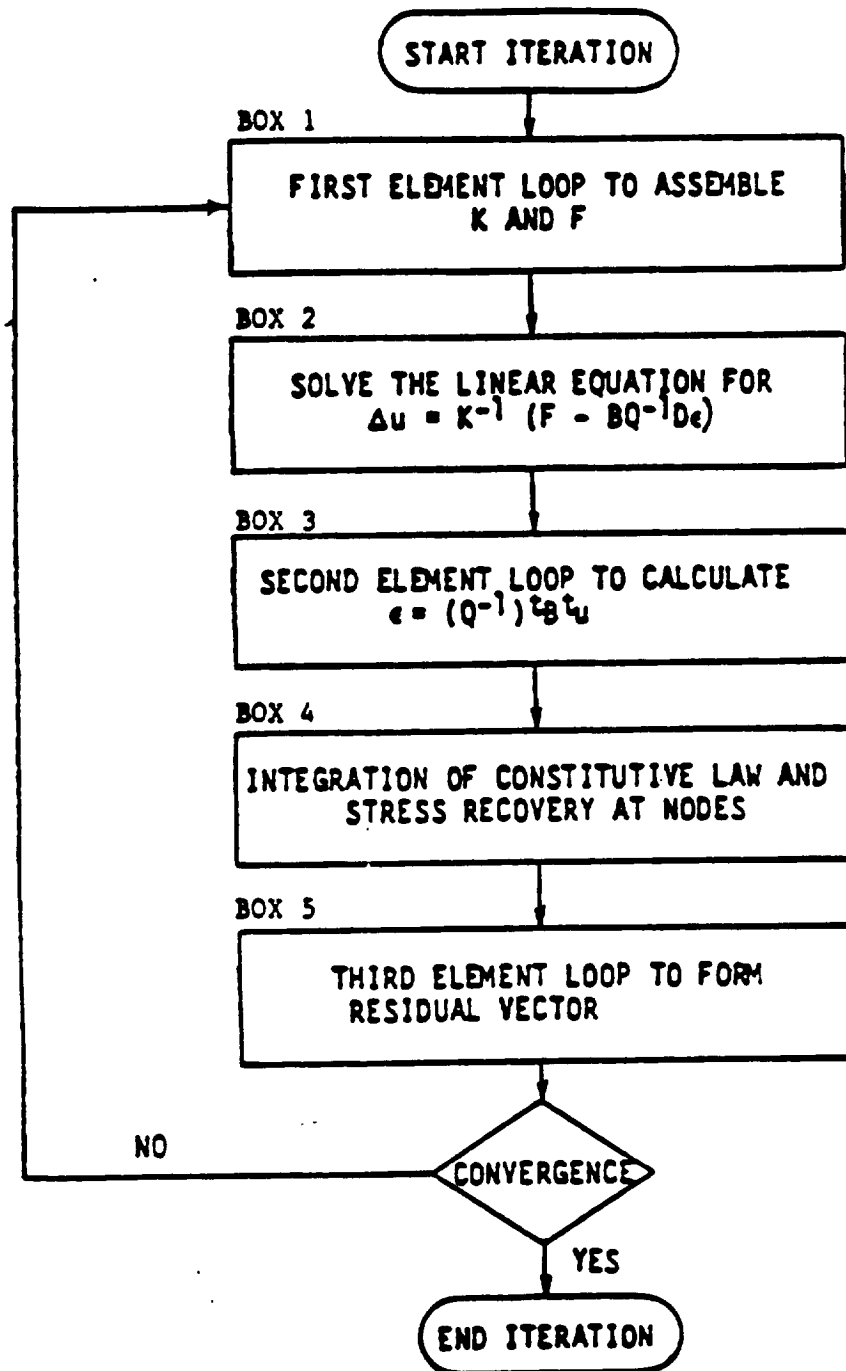 START ITERATION
BOX 1
FIRST ELEMENT LOOP TO ASSEMBLE
K AND F
BOX 2
SOLVE THE LINEAR EQUATION FOR
Δu = K⁻¹ (F - BQ⁻¹Dϵ)
BOX 3
SECOND ELEMENT LOOP TO CALCULATE
ϵ = (Q⁻¹)ᵗBᵗu
BOX 4
INTEGRATION OF CONSTITUTIVE LAW AND
STRESS RECOVERY AT NODES
BOX 5
THIRD ELEMENT LOOP TO FORM
RESIDUAL VECTOR
NO
CONVERGENCE
YES
END ITERATION